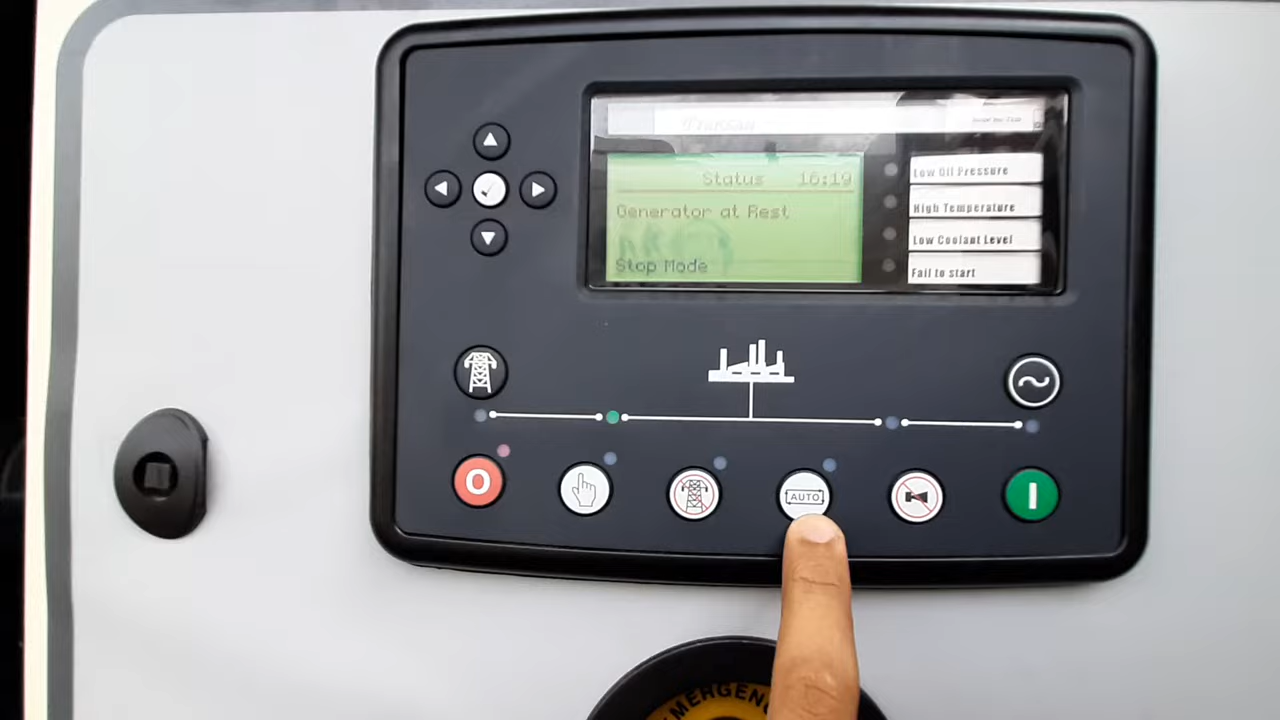 Status 16:19
Generator at Rest
Stop Mode
Low Oil Pressure
High Temperature
Low Coolant Level
Fail to start
O
AUTO
I
EMERGENC